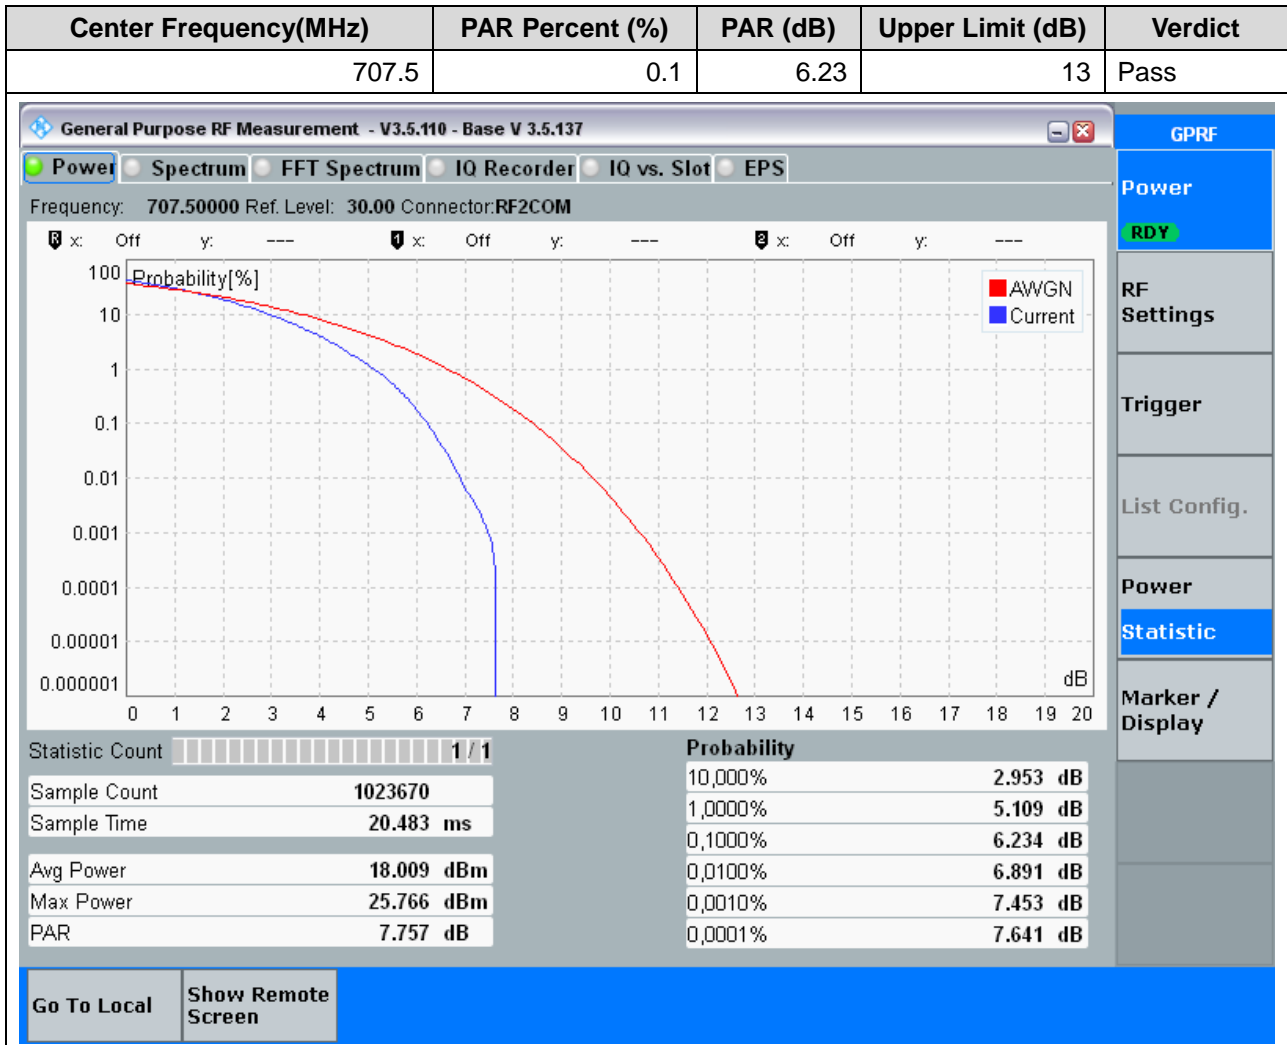 Center Frequency(MHz) PAR Percent (%) PAR (dB) Upper Limit (dB) Verdict
707.5 0.1 6.23 13 Pass
General Purpose RF Measurement - V3.5.110 - Base V 3.5.137
GPRF
Power Spectrum FFT Spectrum IQ Recorder IQ vs. Slot EPS
Frequency: 707.50000 Ref. Level: 30.00 Connector:RF2COM
R x: Off y: --- 1 x: Off y: --- 2 x: Off y: ---
Probability[%]
AWGN
Current
100
10
1
0.1
0.01
0.001
0.0001
0.00001
0.000001
dB
0 1 2 3 4 5 6 7 8 9 10 11 12 13 14 15 16 17 18 19 20
Statistic Count 1 / 1
Sample Count 1023670
Sample Time 20.483 ms
Avg Power 18.009 dBm
Max Power 25.766 dBm
PAR 7.757 dB
Probability
10,000% 2.953 dB
1,0000% 5.109 dB
0,1000% 6.234 dB
0,0100% 6.891 dB
0,0010% 7.453 dB
0,0001% 7.641 dB
Power
RDY
RF
Settings
Trigger
List Config.
Power
Statistic
Marker /
Display
Go To Local
Show Remote
Screen